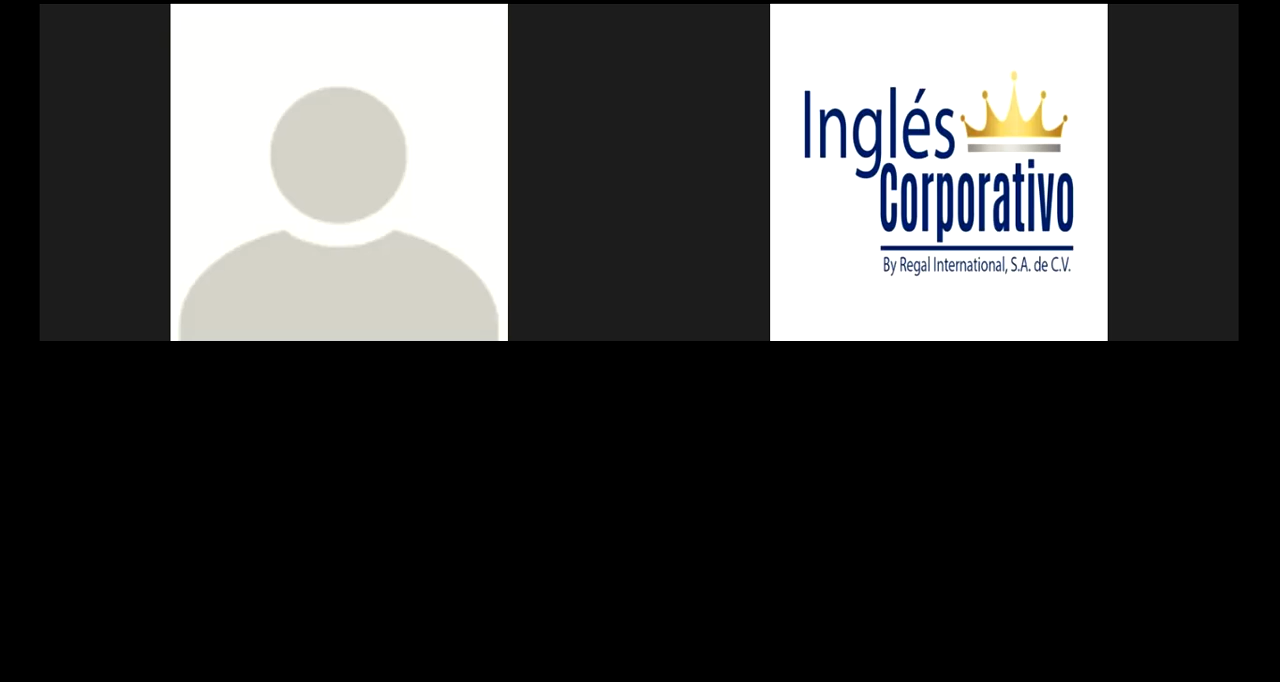 Inglés
Corporativo
By Regal International, S.A. de C.V.